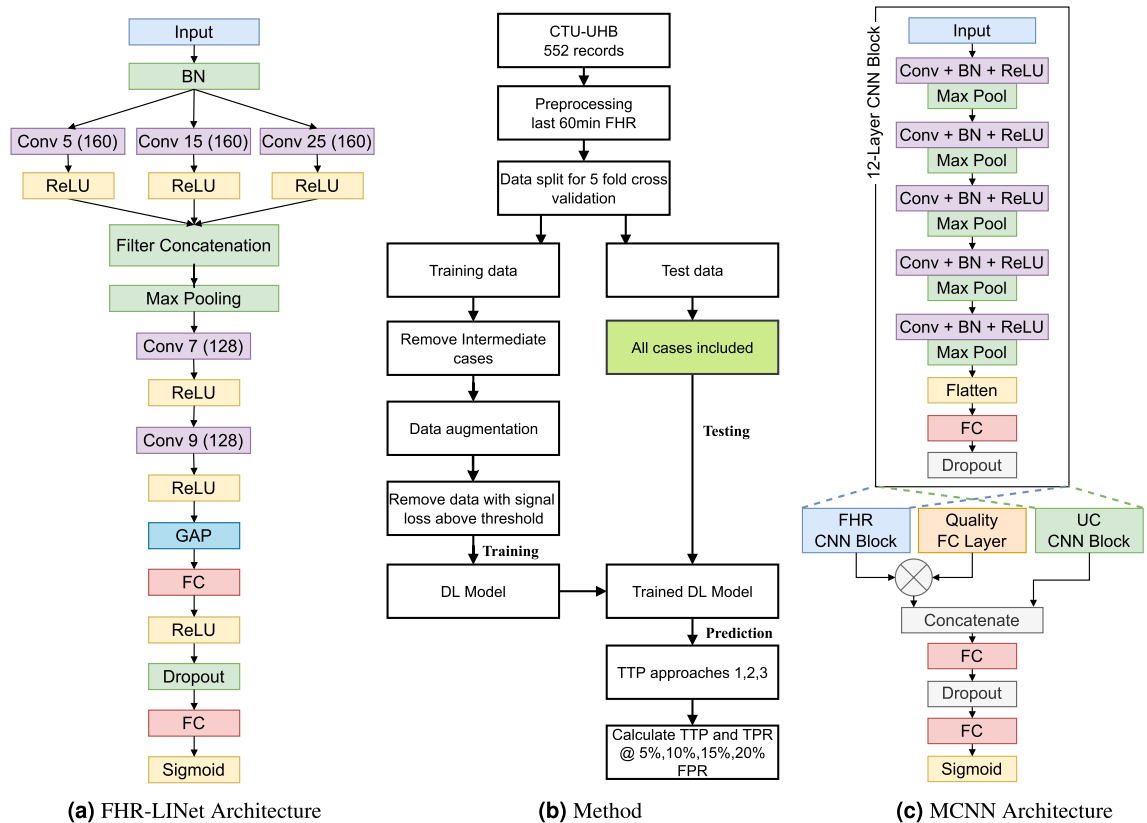 Input
BN
Conv 5 (160)
Conv 15 (160)
Conv 25 (160)
ReLU
ReLU
ReLU
Filter Concatenation
Max Pooling
Conv 7 (128)
ReLU
Conv 9 (128)
ReLU
GAP
FC
ReLU
Dropout
FC
Sigmoid
(a) FHR-LINet Architecture
CTU-UHB
552 records
Preprocessing
last 60min FHR
Data split for 5 fold cross
validation
Training data
Test data
Remove Intermediate
cases
All cases included
Data augmentation
Testing
Remove data with signal
loss above threshold
Training
DL Model
Trained DL Model
Prediction
TTP approaches 1,2,3
Calculate TTP and TPR
@ 5%,10%,15%,20%
FPR
(b) Method
12-Layer CNN Block
Input
Conv + BN + ReLU
Max Pool
Conv + BN + ReLU
Max Pool
Conv + BN + ReLU
Max Pool
Conv + BN + ReLU
Max Pool
Conv + BN + ReLU
Max Pool
Flatten
FC
Dropout
FHR
CNN Block
Quality
FC Layer
UC
CNN Block
Concatenate
FC
Dropout
FC
Sigmoid
(c) MCNN Architecture